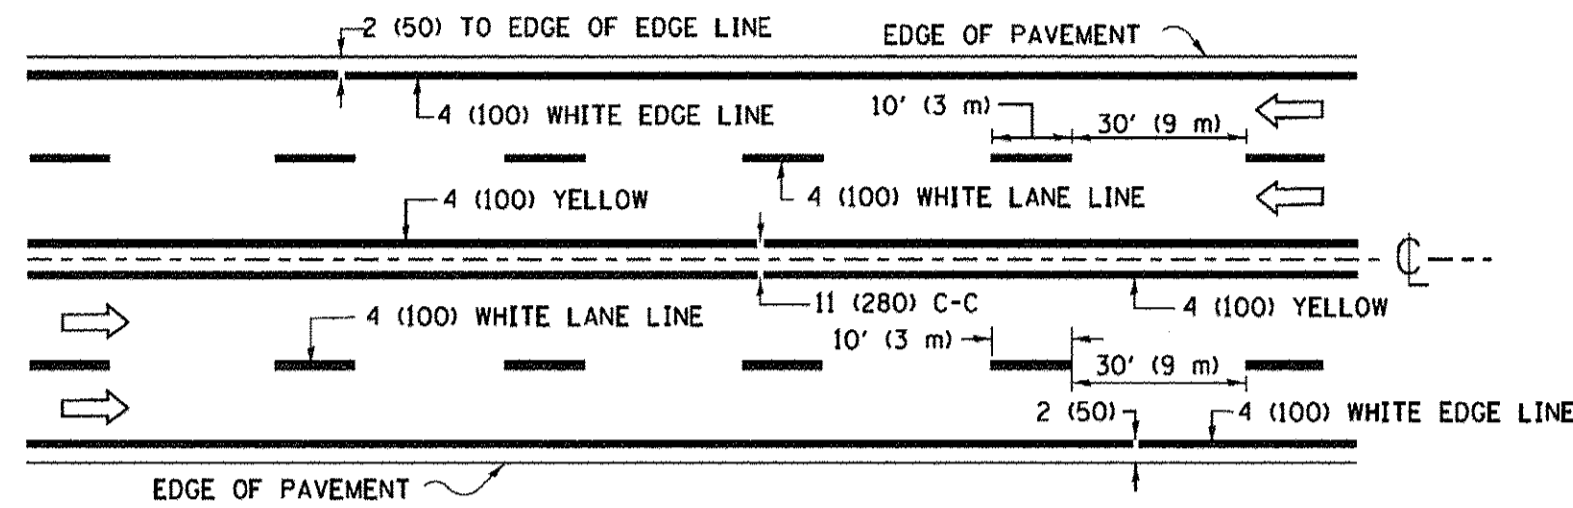 2 (50) TO EDGE OF EDGE LINE
EDGE OF PAVEMENT
4 (100) WHITE EDGE LINE
10' (3 m)
30' (9 m)
4 (100) YELLOW
4 (100) WHITE LANE LINE
℄
11 (280) C-C
4 (100) YELLOW
4 (100) WHITE LANE LINE
10' (3 m)
30' (9 m)
2 (50)
4 (100) WHITE EDGE LINE
EDGE OF PAVEMENT